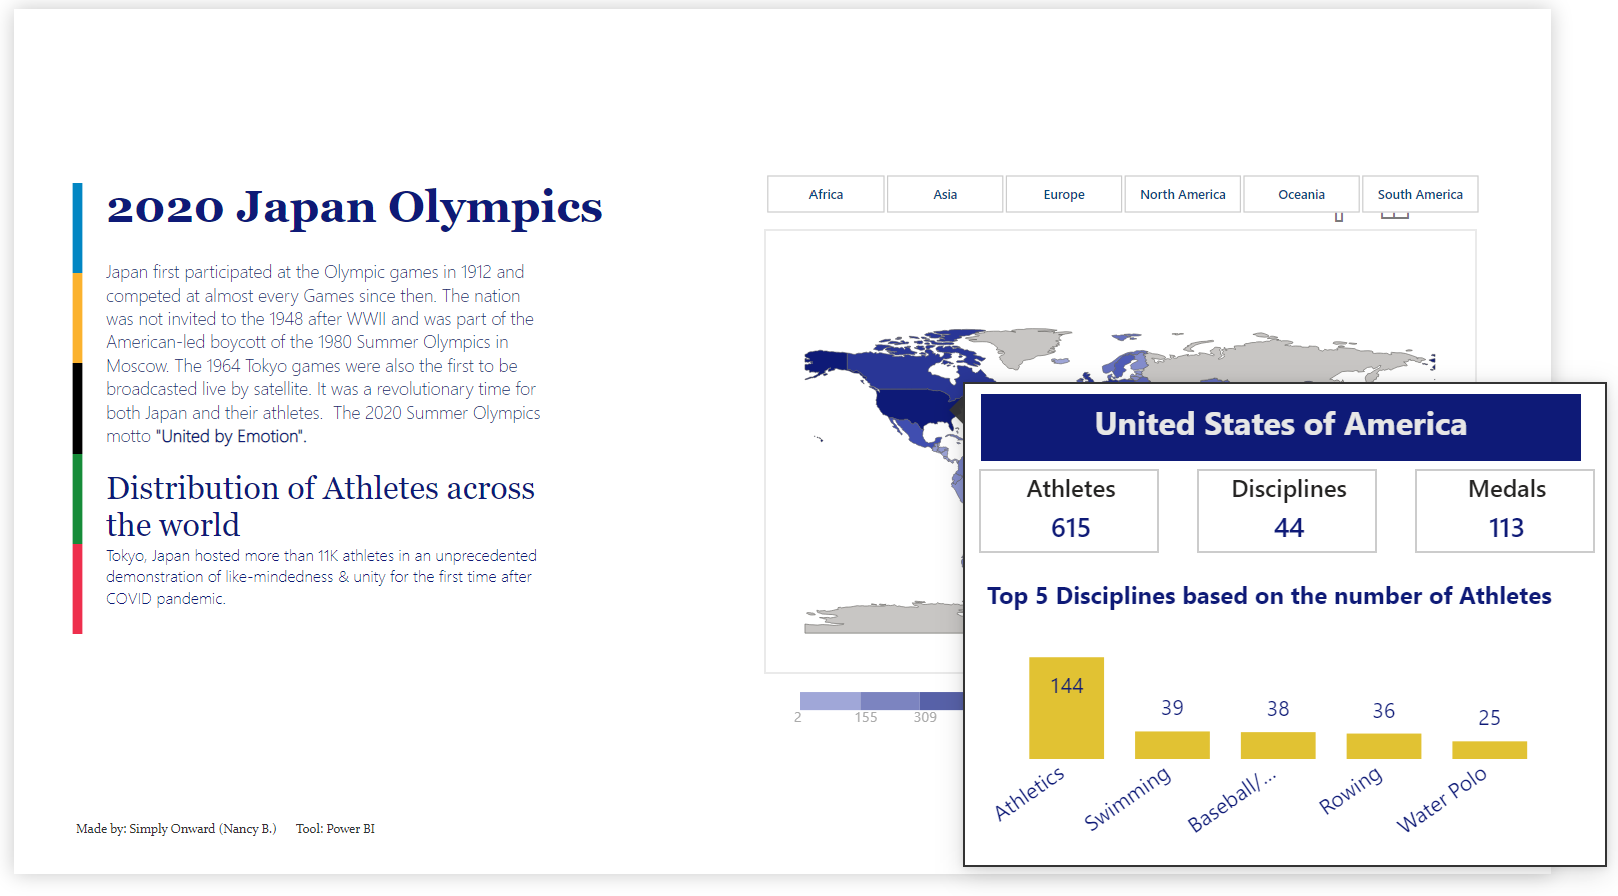 2020 Japan Olympics
Japan first participated at the Olympic games in 1912 and
competed at almost every Games since then. The nation
was not invited to the 1948 after WWII and was part of the
American-led boycott of the 1980 Summer Olympics in
Moscow. The 1964 Tokyo games were also the first to be
broadcasted live by satellite. It was a revolutionary time for
both Japan and their athletes.  The 2020 Summer Olympics
motto "United by Emotion".
Distribution of Athletes across
the world
Tokyo, Japan hosted more than 11K athletes in an unprecedented
demonstration of like-mindedness & unity for the first time after
COVID pandemic.
Africa
Asia
Europe
North America
Oceania
South America
2
155
309
United States of America
Athletes
615
Disciplines
44
Medals
113
Top 5 Disciplines based on the number of Athletes
144
39
38
36
25
Athletics
Swimming
Baseball/...
Rowing
Water Polo
Made by: Simply Onward (Nancy B.) Tool: Power BI